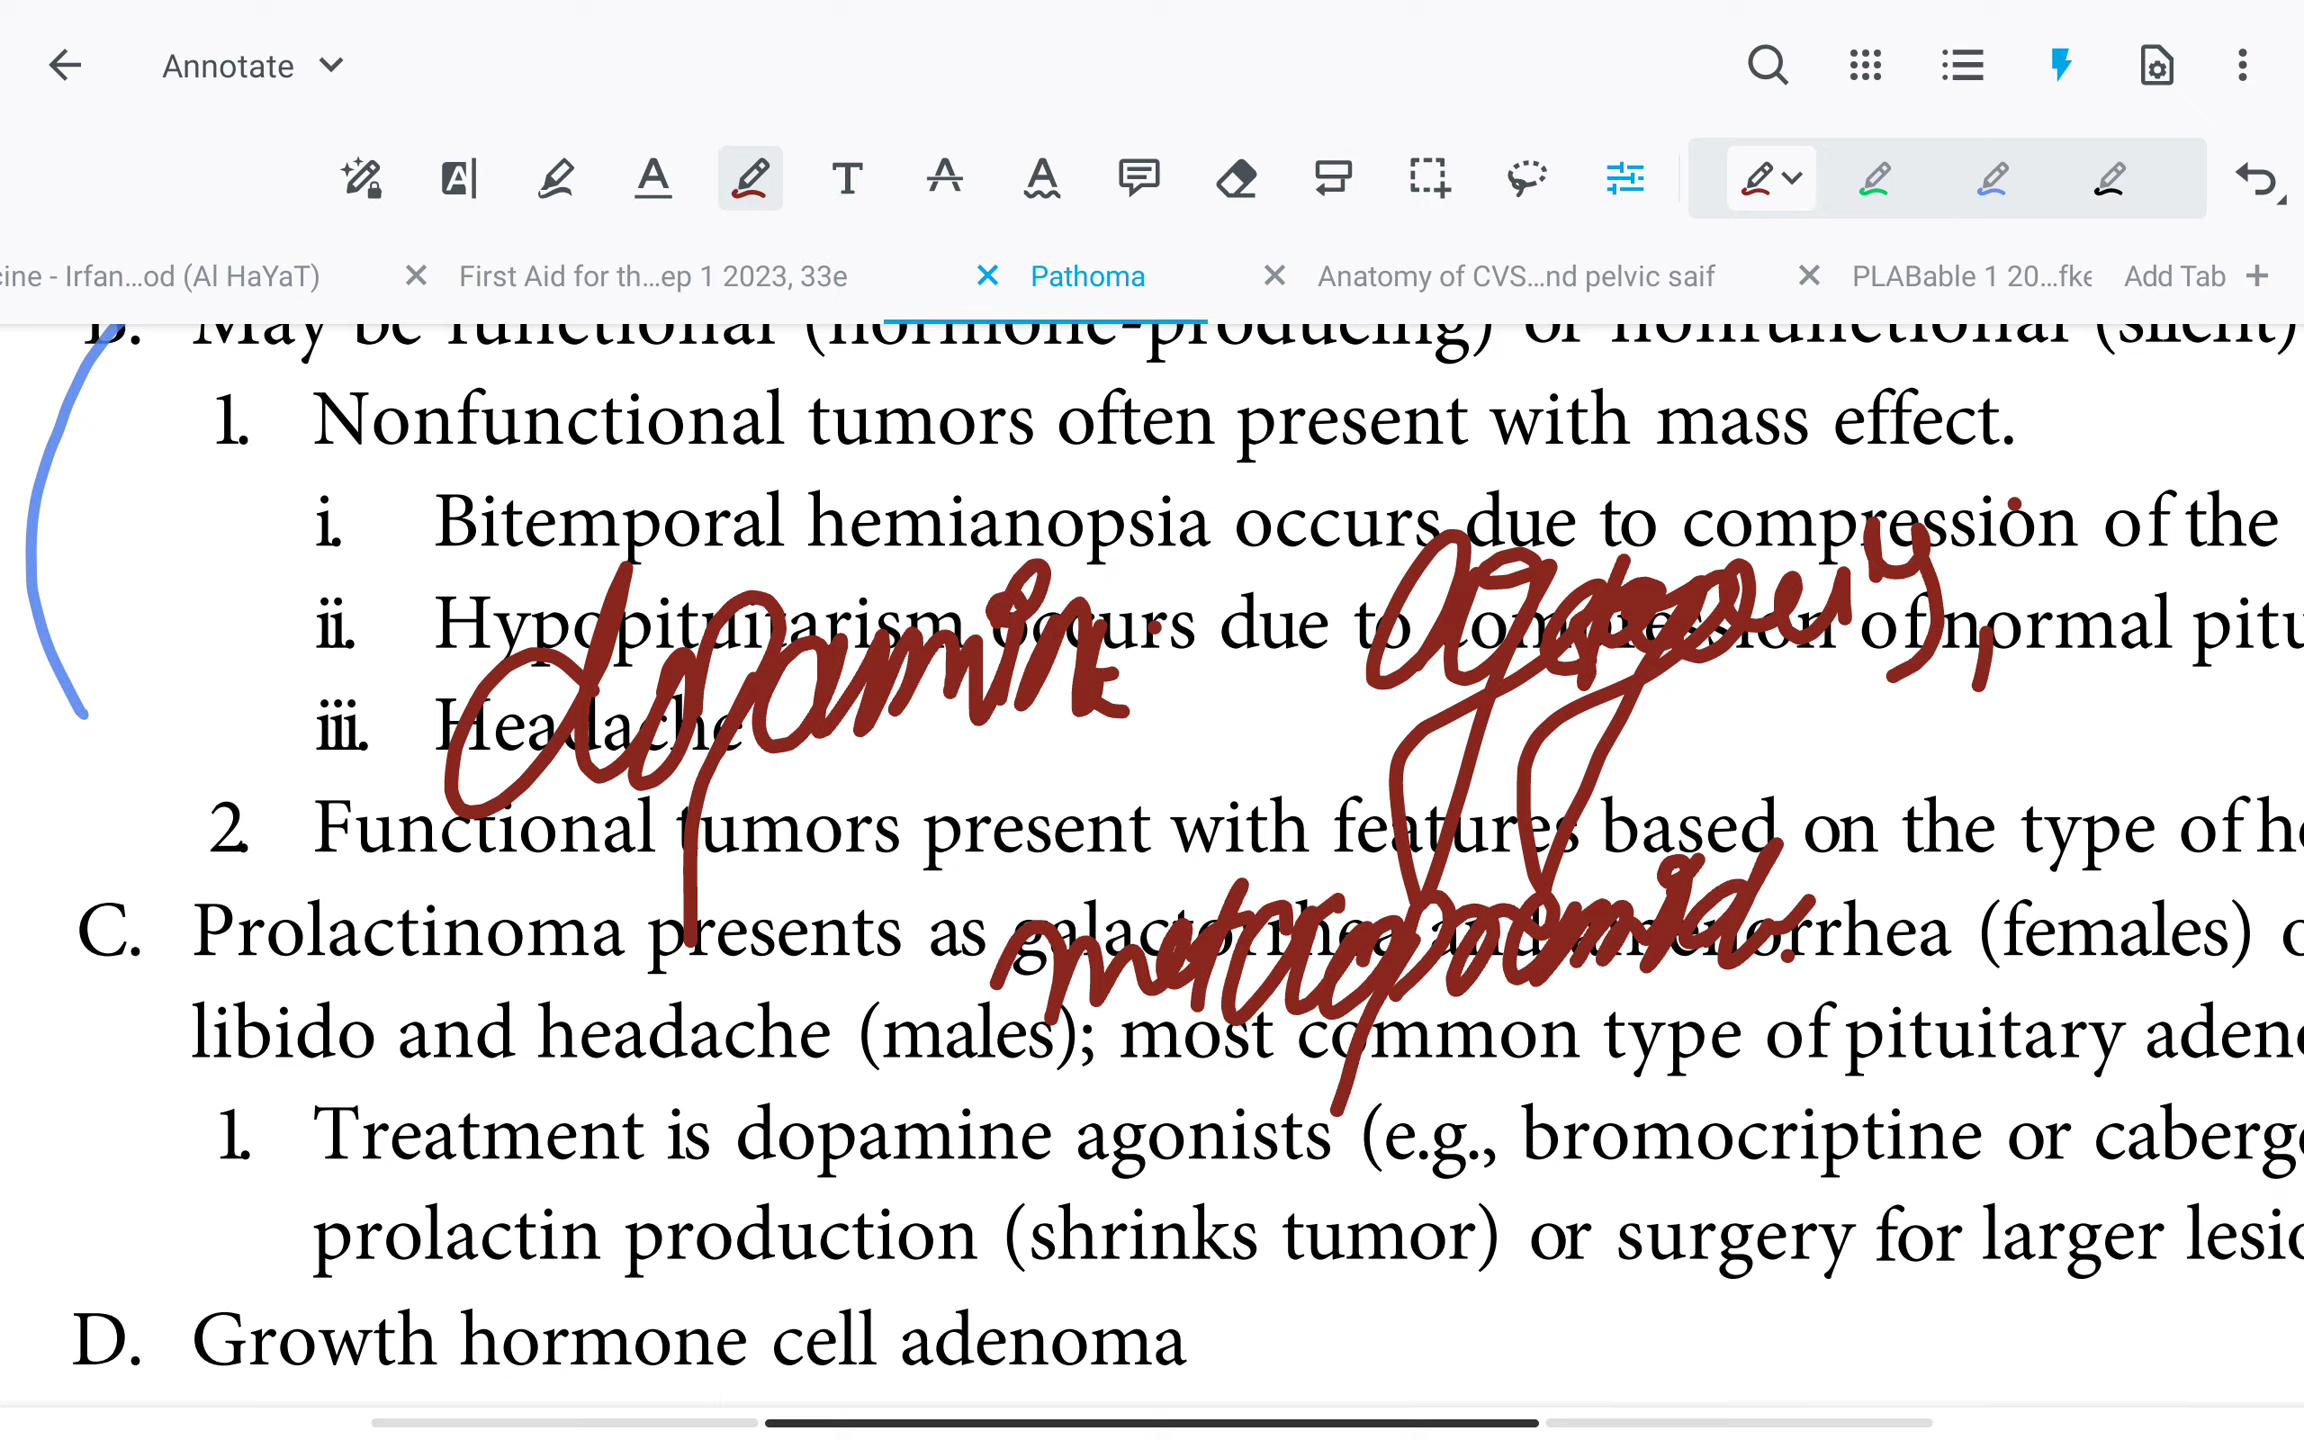 Annotate
cine - Irfan...od (Al HaYaT) First Aid for th...ep 1 2023, 33e Pathoma Anatomy of CVS...nd pelvic saif PLABable 1 20...fke Add Tab
B. May be functional (hormone-producing) or nonfunctional (silent)
1. Nonfunctional tumors often present with mass effect.
i. Bitemporal hemianopsia occurs due to compression of the
ii. Hypopituitarism occurs due to compression of normal pitu
dopamine
iii. Headache
2. Functional tumors present with features based on the type of ho
C. Prolactinoma presents as galactorrhea and amenorrhea (females) o
libido and headache (males); most common type of pituitary aden
1. Treatment is dopamine agonists (e.g., bromocriptine or caberg
prolactin production (shrinks tumor) or surgery for larger lesio
D. Growth hormone cell adenoma